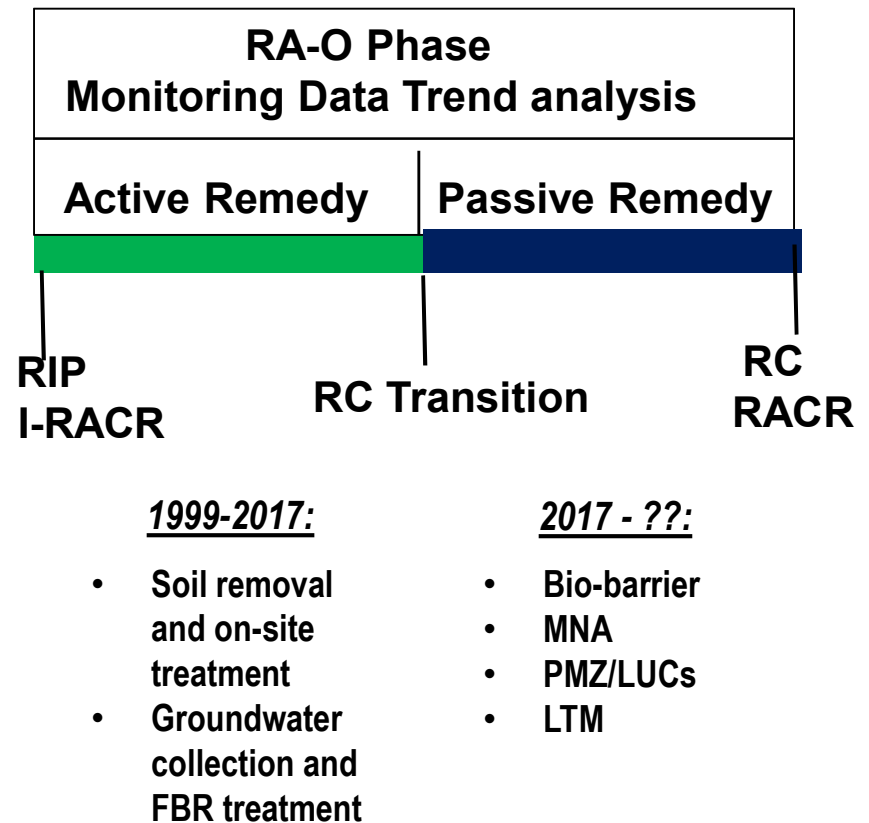 RA-O Phase
Monitoring Data Trend analysis
Active Remedy
Passive Remedy
RIP
I-RACR
RC Transition
RC
RACR
1999-2017:
• Soil removal
and on-site
treatment
• Groundwater
collection and
FBR treatment
2017 - ??:
• Bio-barrier
• MNA
• PMZ/LUCs
• LTM